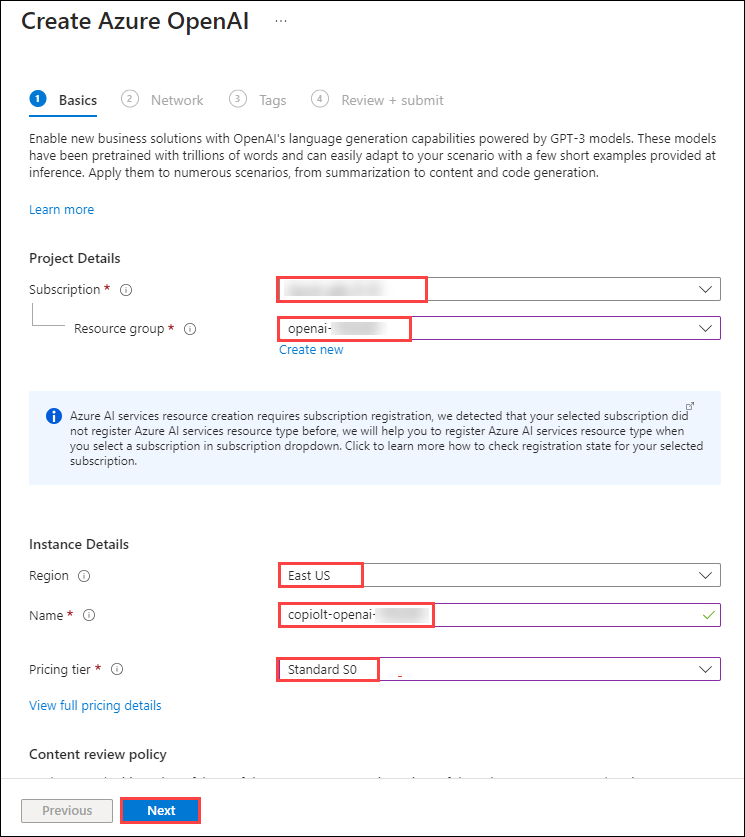 Create Azure OpenAI ...
1 Basics 2 Network 3 Tags 4 Review + submit
Enable new business solutions with OpenAI's language generation capabilities powered by GPT-3 models. These models
have been pretrained with trillions of words and can easily adapt to your scenario with a few short examples provided at
inference. Apply them to numerous scenarios, from summarization to content and code generation.
Learn more
Project Details
Subscription *
Resource group * openai-
Create new
Azure AI services resource creation requires subscription registration, we detected that your selected subscription did
not register Azure AI services resource type before, we will help you to register Azure AI services resource type when
you select a subscription in subscription dropdown. Click to learn more how to check registration state for your selected
subscription.
Instance Details
Region East US
Name * copiolt-openai-
Pricing tier * Standard S0
View full pricing details
Content review policy
Previous Next